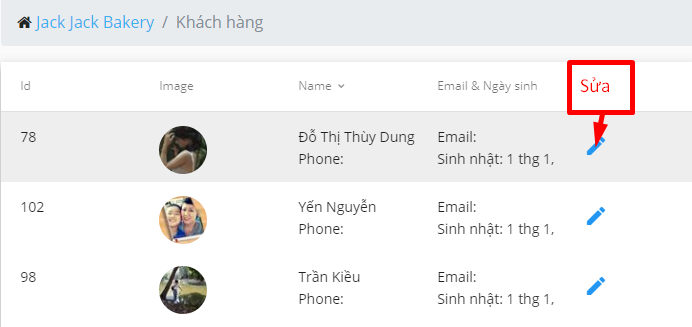 Jack Jack Bakery / Khách hàng
Id Image Name Email & Ngày sinh Sửa
78 Đỗ Thị Thùy Dung Email:
Phone: Sinh nhật: 1 thg 1,
102 Yến Nguyễn Email:
Phone: Sinh nhật: 1 thg 1,
98 Trần Kiều Email:
Phone: Sinh nhật: 1 thg 1,